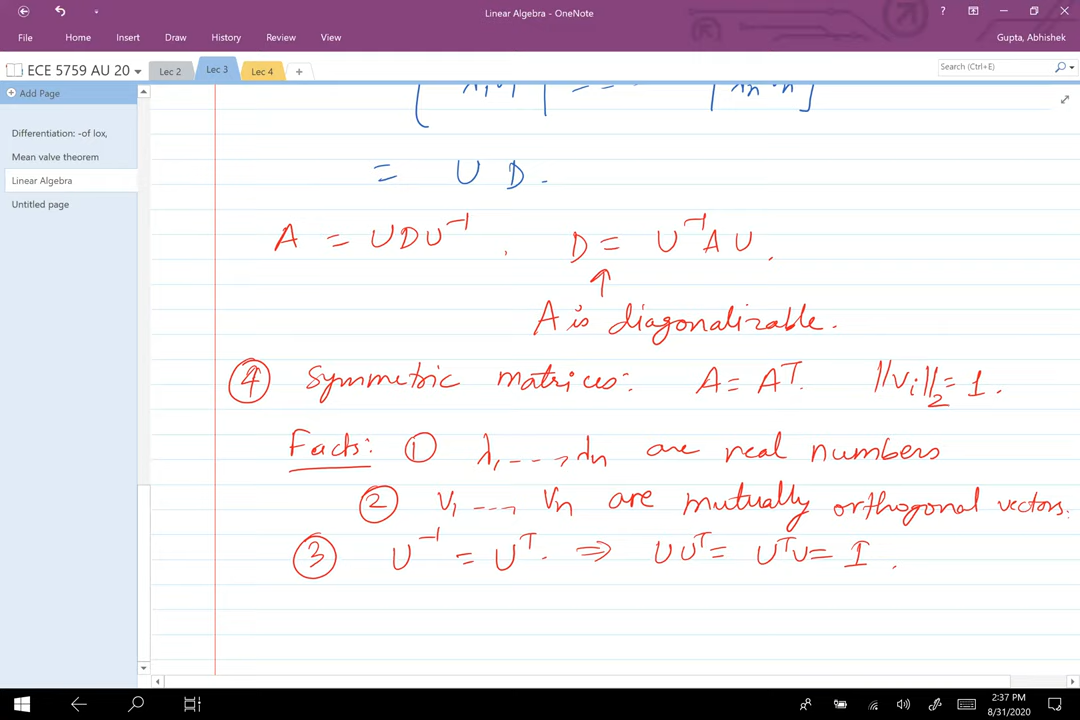 Linear Algebra - OneNote
File Home Insert Draw History Review View Gupta, Abhishek
ECE 5759 AU 20 Lec 2 Lec 3 Lec 4 Search (Ctrl+E)
Add Page
Differentiation: -of lox,
Mean valve theorem
Linear Algebra
Untitled page
= U D.
A = UDU⁻¹. D = U⁻¹AU.
↑
A is diagonalizable.
④ Symmetric matrices: A = Aᵀ. ||vᵢ||₂ = 1.
Facts: ① λ₁, ---, λn are real numbers
② v₁, ---, vn are mutually orthogonal vectors.
③ U⁻¹ = Uᵀ. ⇒ UUᵀ = UᵀU = I.
2:37 PM
8/31/2020